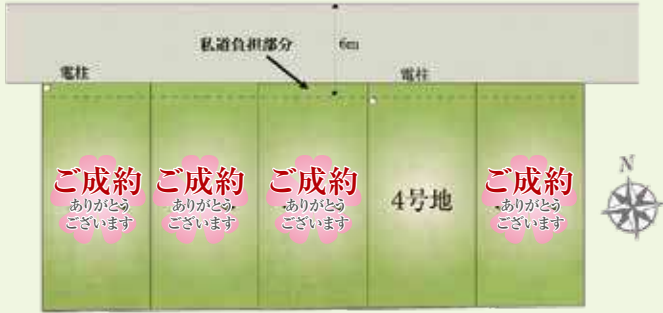 私道負担部分
6m
電柱
電柱
ご成約
ありがとう
ございます
ご成約
ありがとう
ございます
ご成約
ありがとう
ございます
4号地
ご成約
ありがとう
ございます
N